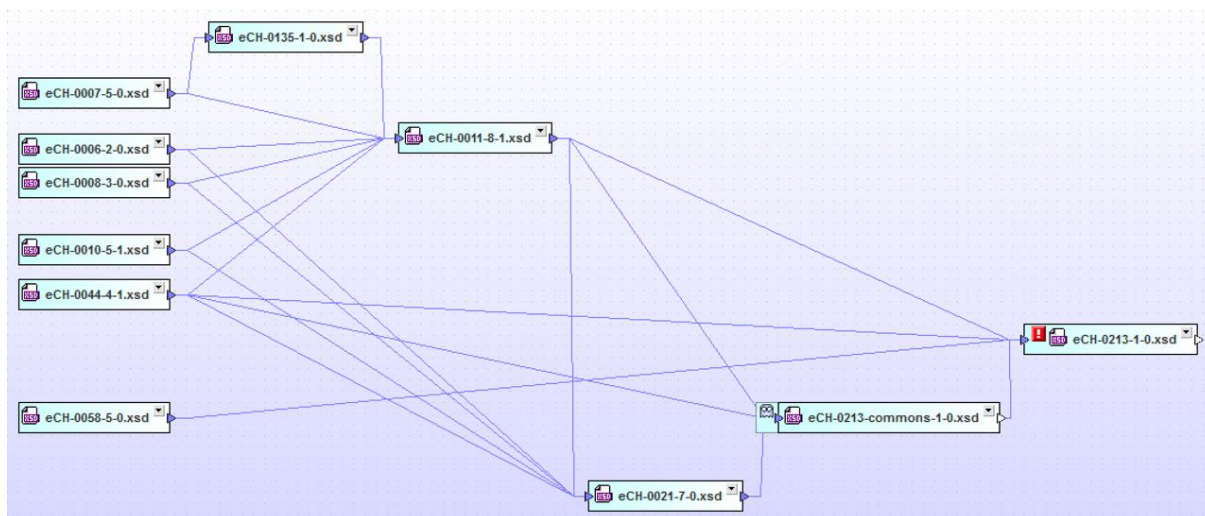 eCH-0135-1-0.xsd
eCH-0007-5-0.xsd
eCH-0011-8-1.xsd
eCH-0006-2-0.xsd
eCH-0008-3-0.xsd
eCH-0010-5-1.xsd
eCH-0044-4-1.xsd
eCH-0213-1-0.xsd
eCH-0058-5-0.xsd
eCH-0213-commons-1-0.xsd
eCH-0021-7-0.xsd